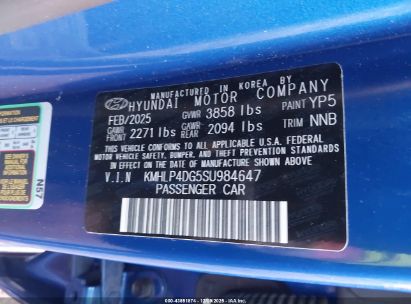 MANUFACTURED IN KOREA BY
HYUNDAI MOTOR COMPANY
FEB/2025 GVWR 3858 lbs PAINT YP5
GAWR FRONT 2271 lbs GAWR REAR 2094 lbs TRIM NNB
THIS VEHICLE CONFORMS TO ALL APPLICABLE U.S.A. FEDERAL
MOTOR VEHICLE SAFETY, BUMPER, AND THEFT PREVENTION STANDARDS
IN EFFECT ON THE DATE OF MANUFACTURE SHOWN ABOVE.
V.I.N KMHLP4DG5SU984647
PASSENGER CAR
N57